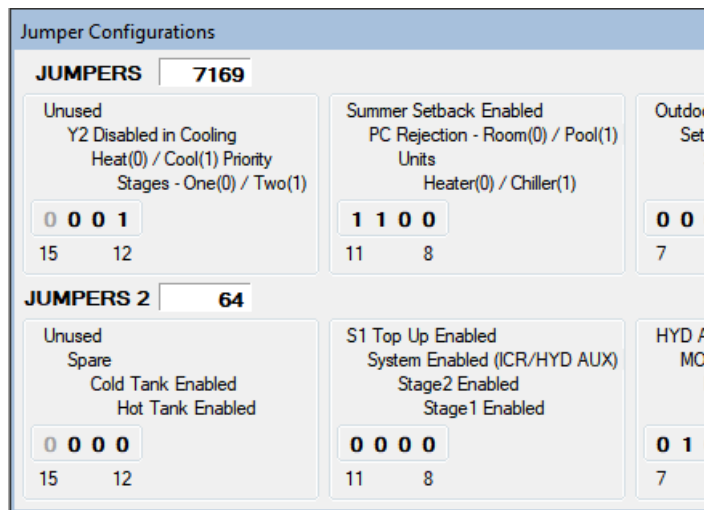 Jumper Configurations
JUMPERS 7169
Unused
Y2 Disabled in Cooling
Heat(0) / Cool(1) Priority
Stages - One(0) / Two(1)
0 0 0 1
15 12
Summer Setback Enabled
PC Rejection - Room(0) / Pool(1)
Units
Heater(0) / Chiller(1)
1 1 0 0
11 8
Outdoo
Set
0 0
7
JUMPERS 2 64
Unused
Spare
Cold Tank Enabled
Hot Tank Enabled
0 0 0 0
15 12
S1 Top Up Enabled
System Enabled (ICR/HYD AUX)
Stage2 Enabled
Stage1 Enabled
0 0 0 0
11 8
HYD A
MO
0 1
7